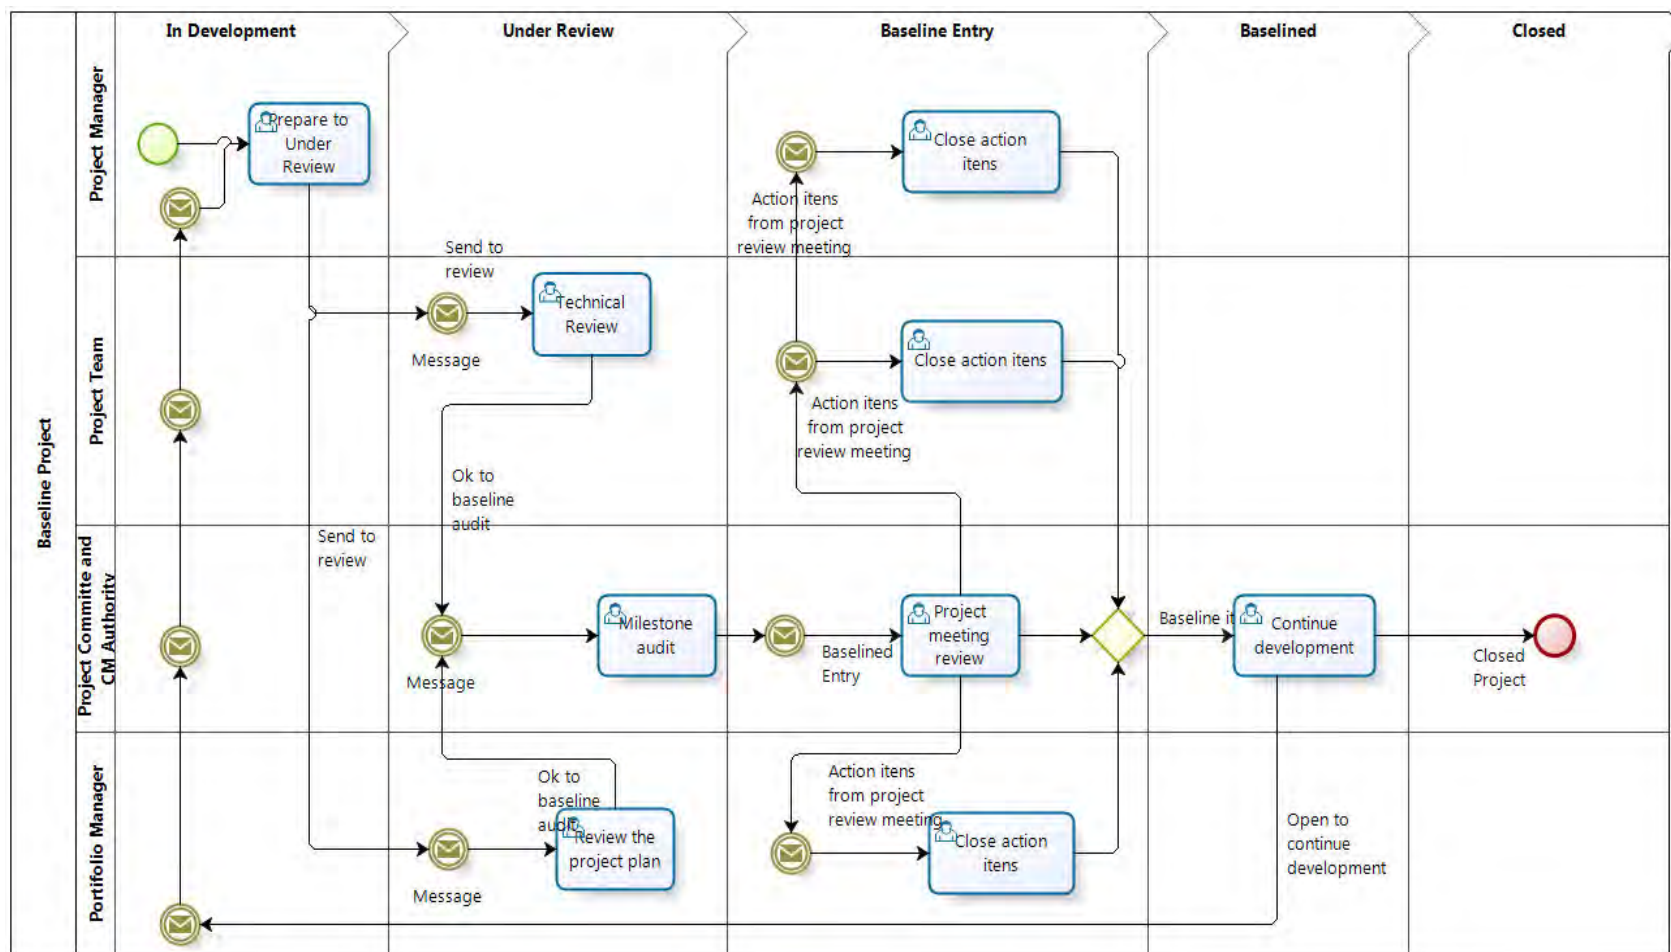 In Development
Under Review
Baseline Entry
Baselined
Closed
Baseline Project
Project Manager
Prepare to
Under
Review
Close action
itens
Action itens
from project
review meeting
Project Team
Send to
review
Technical
Review
Message
Close action itens
Action itens
from project
review meeting
Ok to
baseline
audit
Project Committe and
CM Authority
Send to
review
Milestone
audit
Message
Baselined
Entry
Project
meeting
review
Baseline it
Continue
development
Closed
Project
Portifolio Manager
Ok to
baseline
audit
Review the
project plan
Message
Action itens
from project
review meeting
Close action
itens
Open to
continue
development